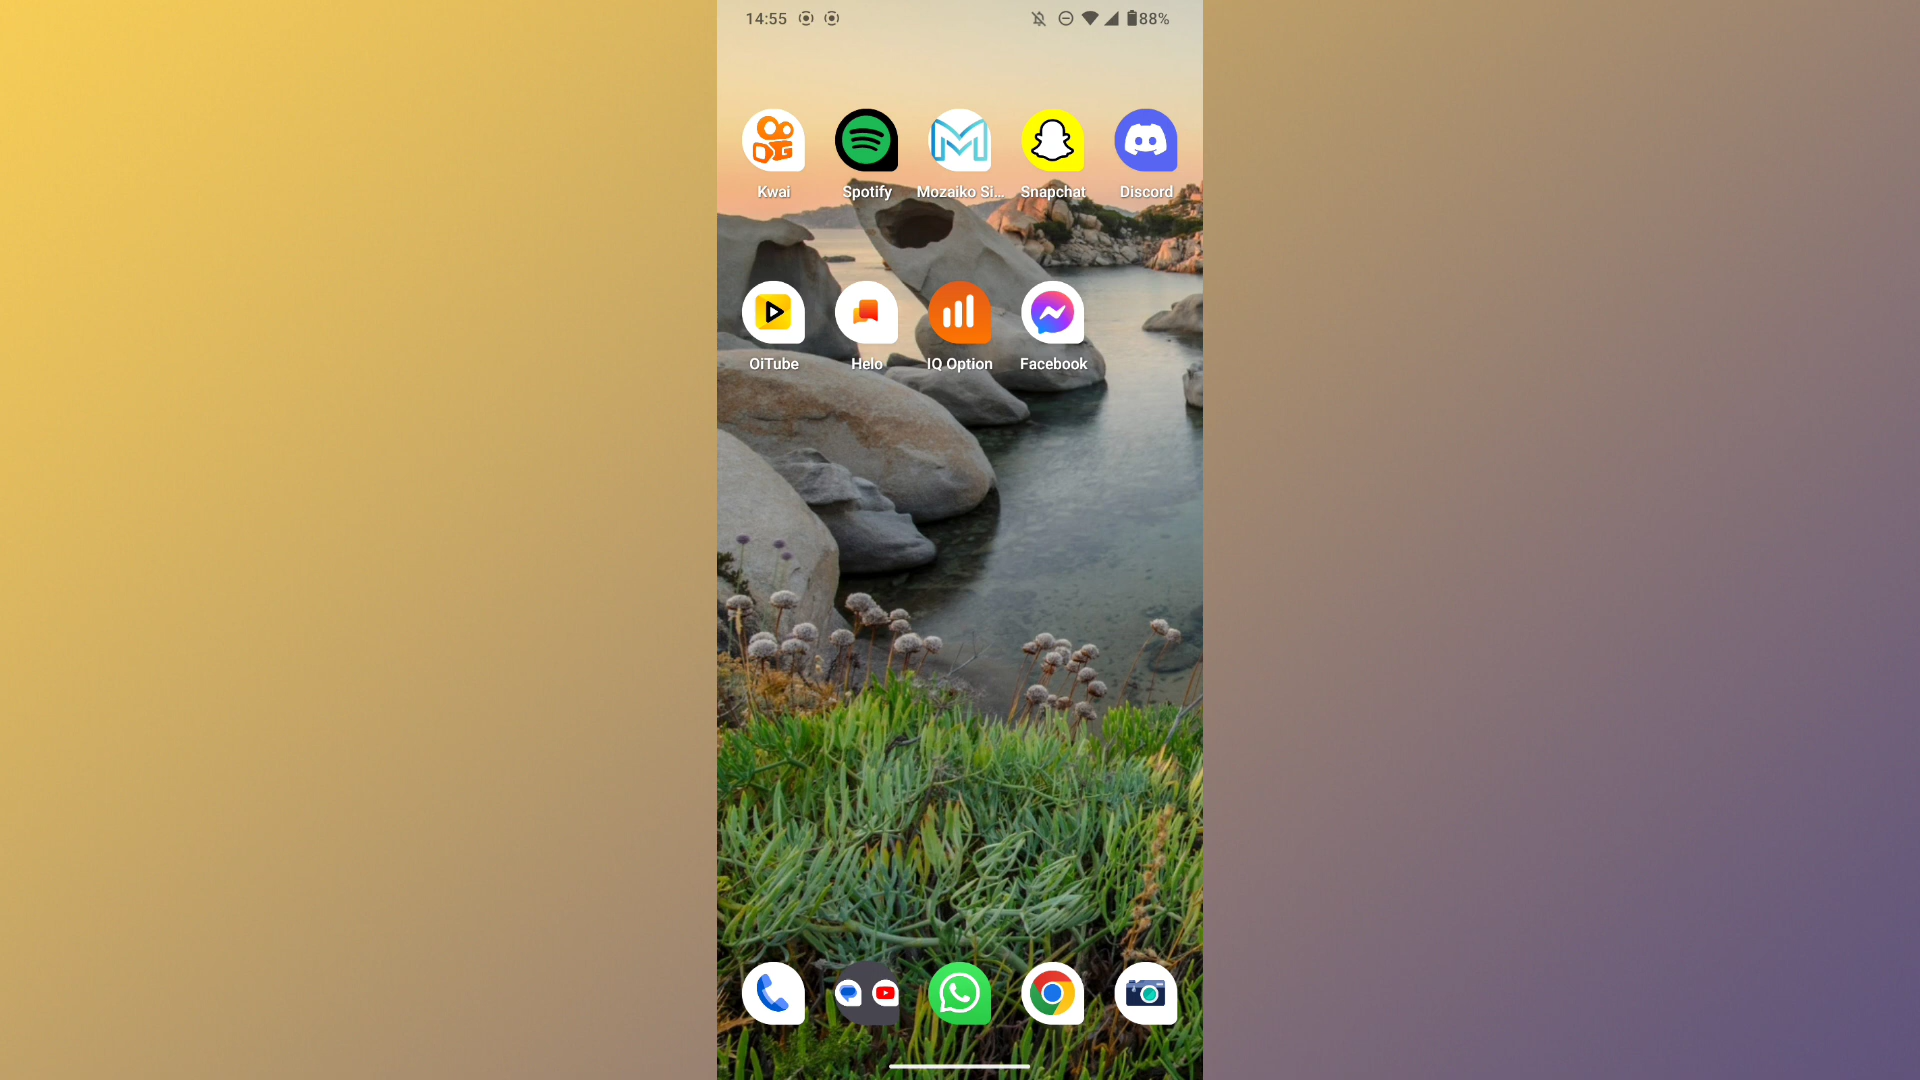 14:55 88%
Kwai Spotify Mozaiko Si... Snapchat Discord
OiTube Helo IQ Option Facebook